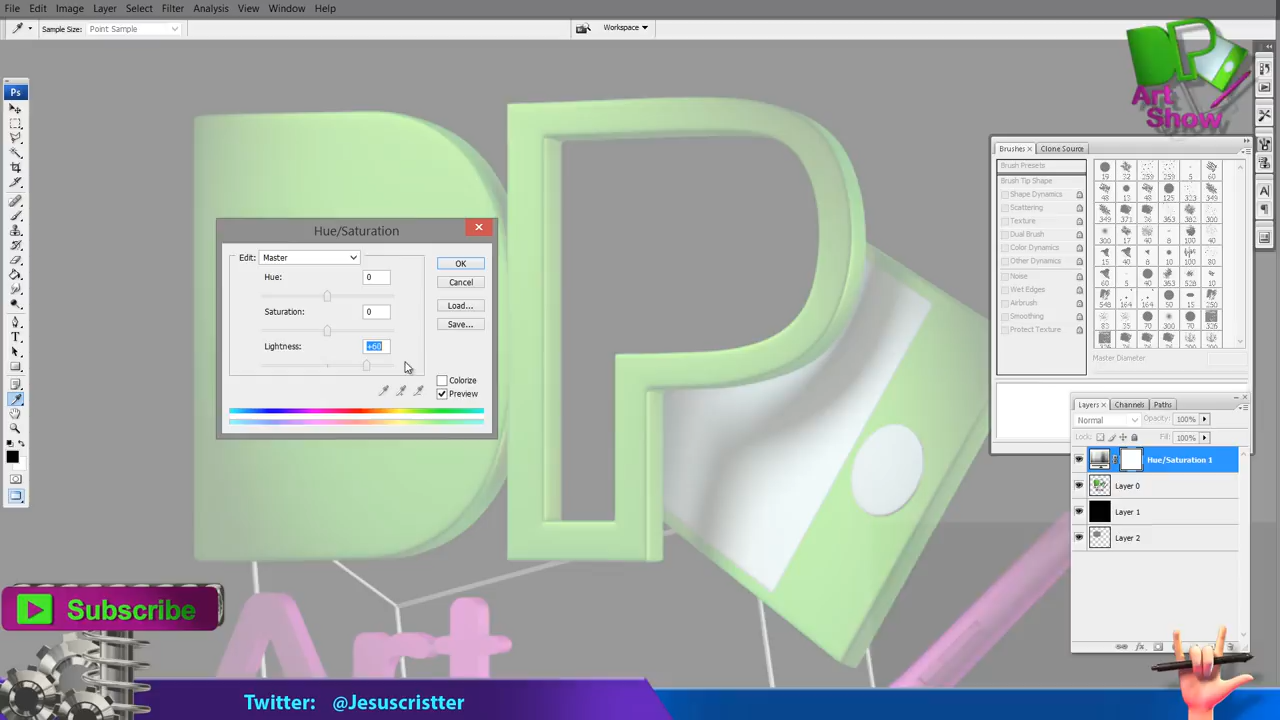 File Edit Image Layer Select Filter Analysis View Window Help
Sample Size: Point Sample
Workspace
Ps
DP
Art
Show
Brushes × Clone Source
Brush Presets
Brush Tip Shape
Shape Dynamics
Scattering
Texture
Dual Brush
Color Dynamics
Other Dynamics
Noise
Wet Edges
Airbrush
Smoothing
Protect Texture
Master Diameter
Hue/Saturation
Edit: Master
Hue: 0
Saturation: 0
Lightness: +60
OK
Cancel
Load...
Save...
Colorize
Preview
Layers × Channels Paths
Normal Opacity: 100%
Lock: Fill: 100%
Hue/Saturation 1
Layer 0
Layer 1
Layer 2
DP
Art
Subscribe
Twitter: @Jesuscristter